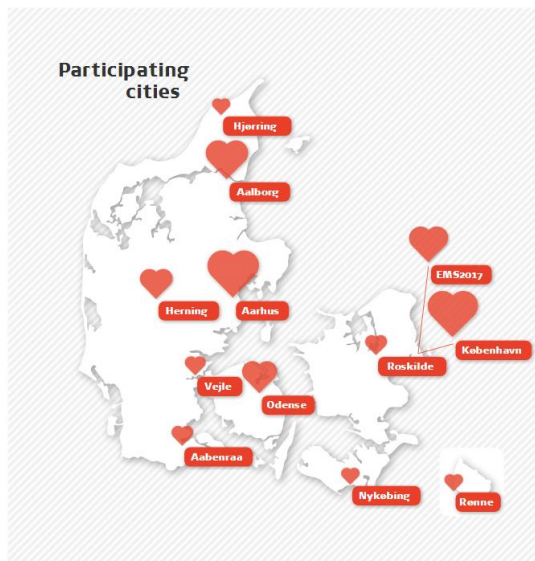 Participating
cities
Hjørring
Aalborg
EMS2017
Herning
Aarhus
København
Roskilde
Vejle
Odense
Aabenraa
Nykøbing
Rønne